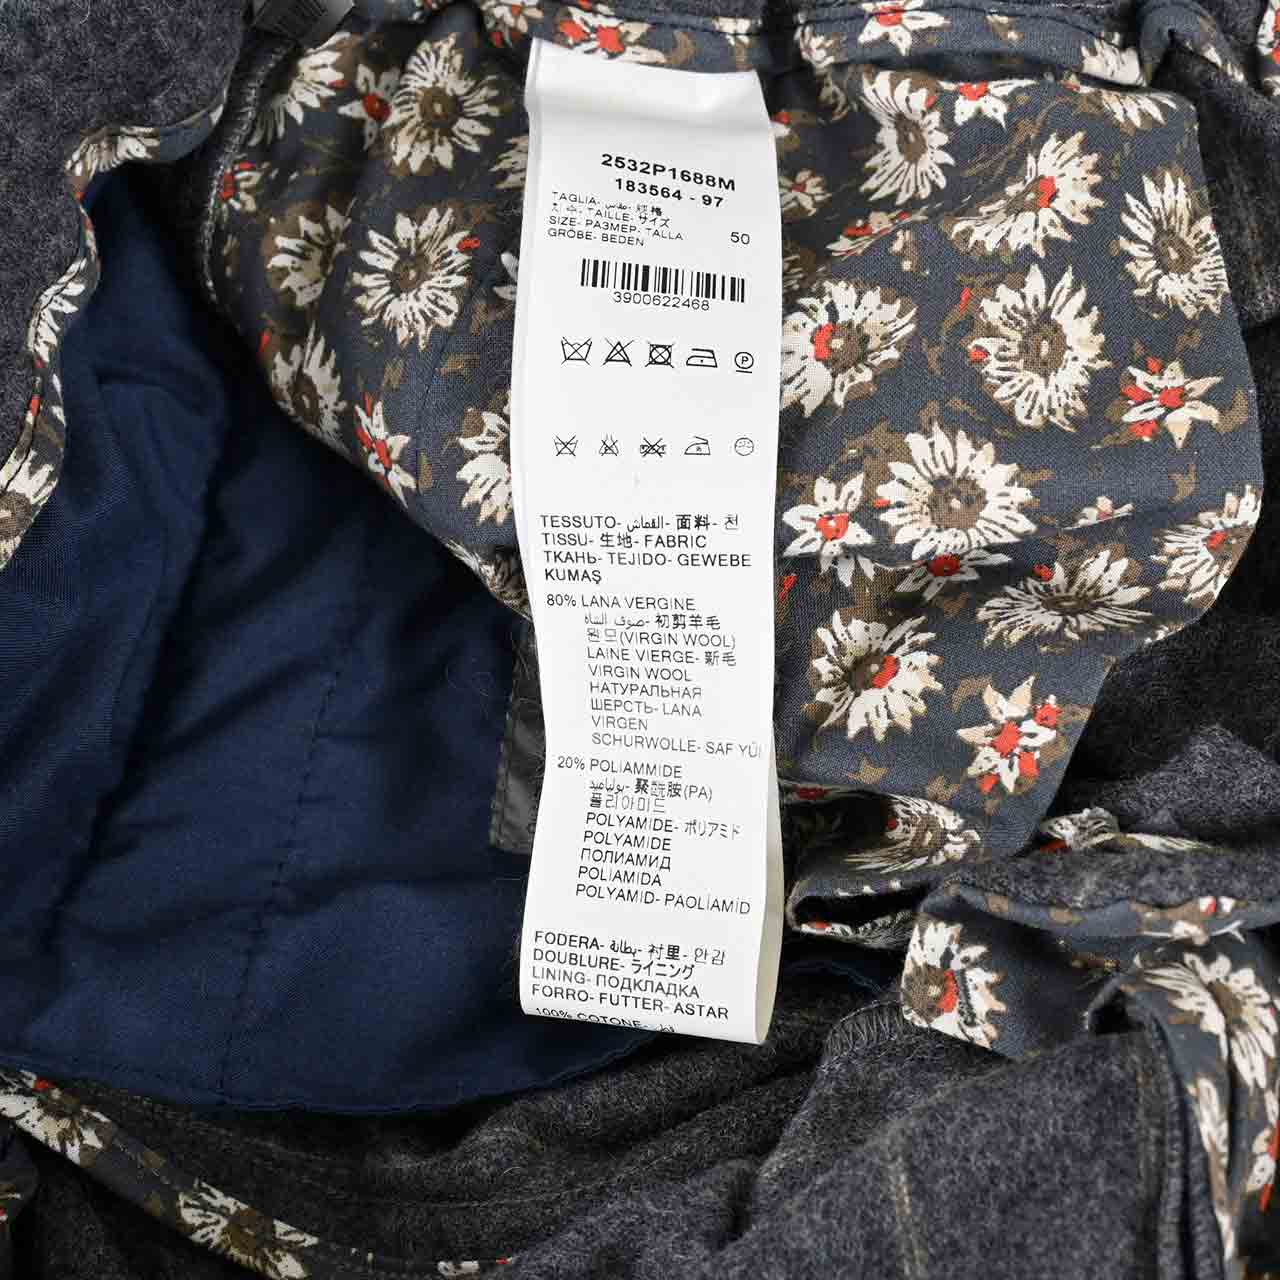 2532P1688M
183564 - 97
TAGLIA- مقاس-
TAILLE- サイズ
SIZE- РАЗМЕР- TALLA
GRÖBE- BEDEN
50
3900622468
P
TESSUTO- القماش- 面料- 천
TISSU- 生地- FABRIC
ТКАНЬ- TEJIDO- GEWEBE
KUMAŞ
80% LANA VERGINE
صوف الشاه- 初剪羊毛
원모(VIRGIN WOOL)
LAINE VIERGE- 新毛
VIRGIN WOOL
НАТУРАЛЬНАЯ
ШЕРСТЬ- LANA
VIRGEN
SCHURWOLLE- SAF YÜ
20% POLIAMMIDE
بولياميد- 聚酰胺(PA)
폴리아미드
POLYAMIDE- ポリアミド
POLYAMIDE
ПОЛИАМИД
POLIAMIDA
POLYAMID- PAOLİAMİD
FODERA- بطانة- 衬里- 안감
DOUBLURE- ライニング
LINING- ПОДКЛАДКА
FORRO- FUTTER- ASTAR
100% COTONE-